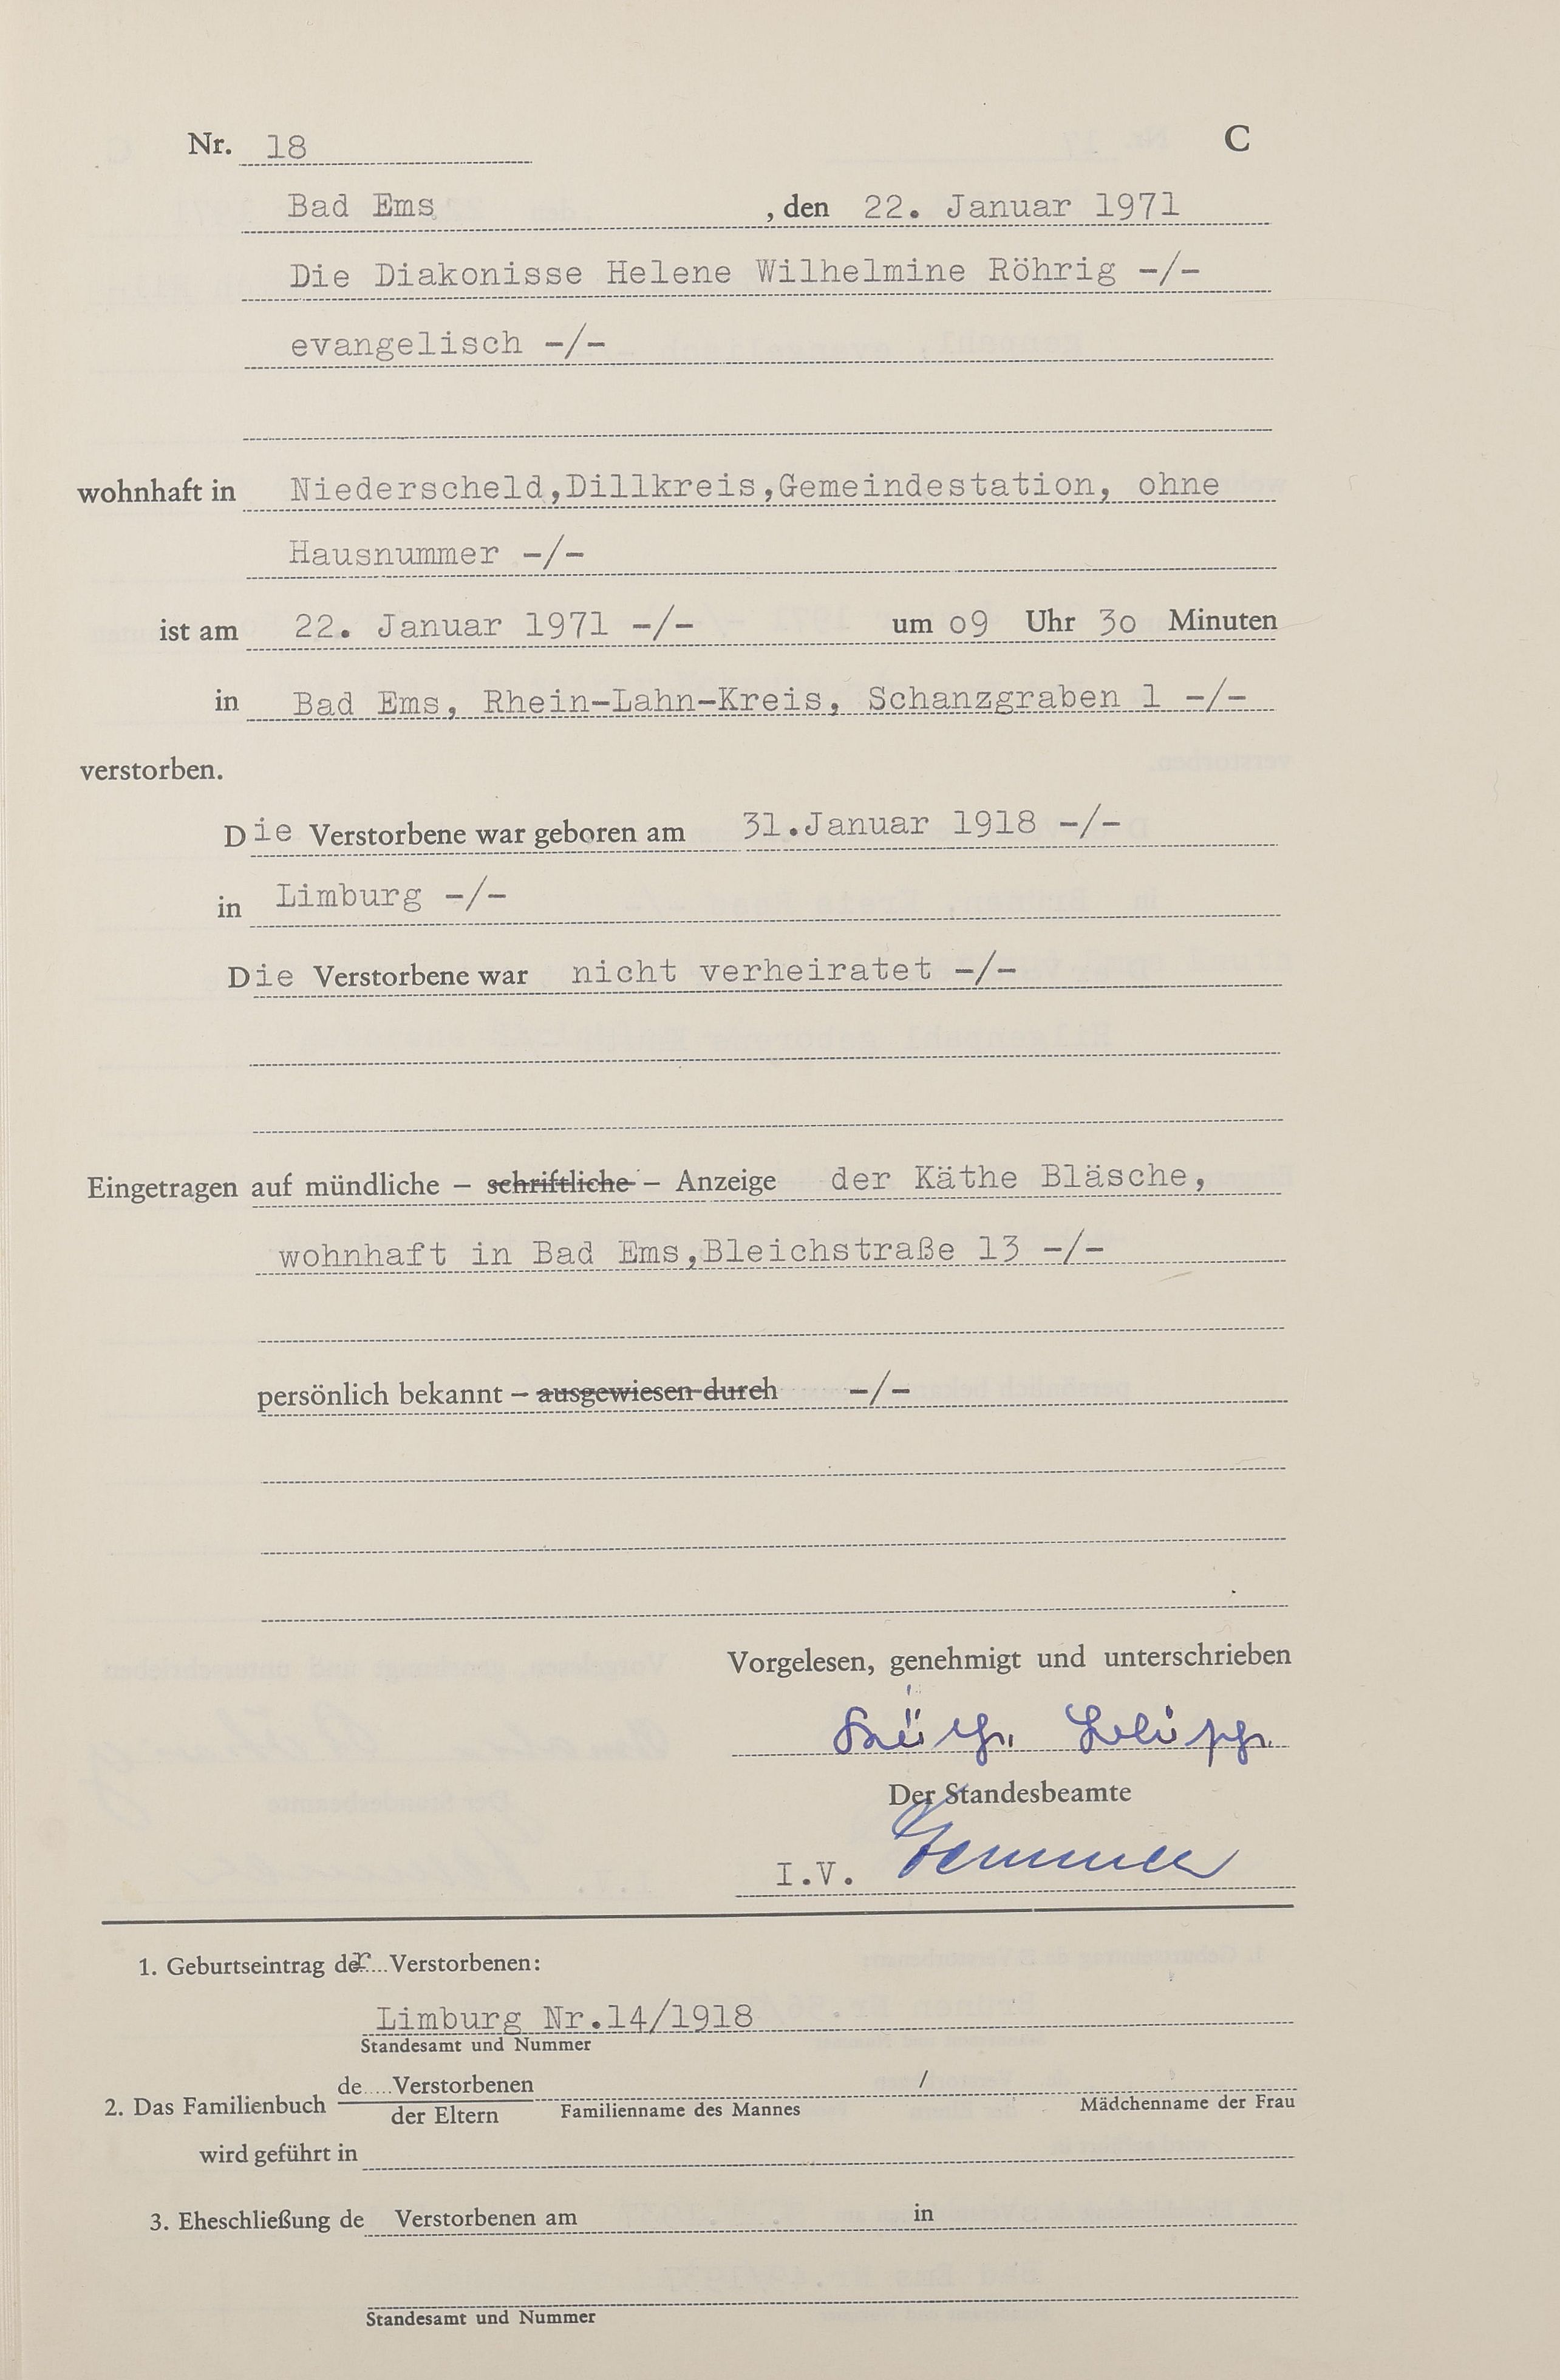 Nr. 18 C
Bad Ems , den 22. Januar 1971
Die Diakonisse Helene Wilhelmine Röhrig -/-
evangelisch -/-
wohnhaft in Niederscheld,Dillkreis,Gemeindestation, ohne
Hausnummer -/-
ist am 22. Januar 1971 -/- um 09 Uhr 30 Minuten
in Bad Ems, Rhein-Lahn-Kreis, Schanzgraben 1 -/-
verstorben.
Die Verstorbene war geboren am 31.Januar 1918 -/-
in Limburg -/-
Die Verstorbene war nicht verheiratet -/-
Eingetragen auf mündliche – schriftliche – Anzeige der Käthe Bläsche,
wohnhaft in Bad Ems,Bleichstraße 13 -/-
persönlich bekannt – ausgewiesen durch -/-
Vorgelesen, genehmigt und unterschrieben
Käthe Bläsche
Der Standesbeamte
I.V.
1. Geburtseintrag der Verstorbenen:
Limburg Nr.14/1918
Standesamt und Nummer
2. Das Familienbuch de Verstorbenen /
der Eltern Familienname des Mannes Mädchenname der Frau
wird geführt in
3. Eheschließung de Verstorbenen am in
Standesamt und Nummer